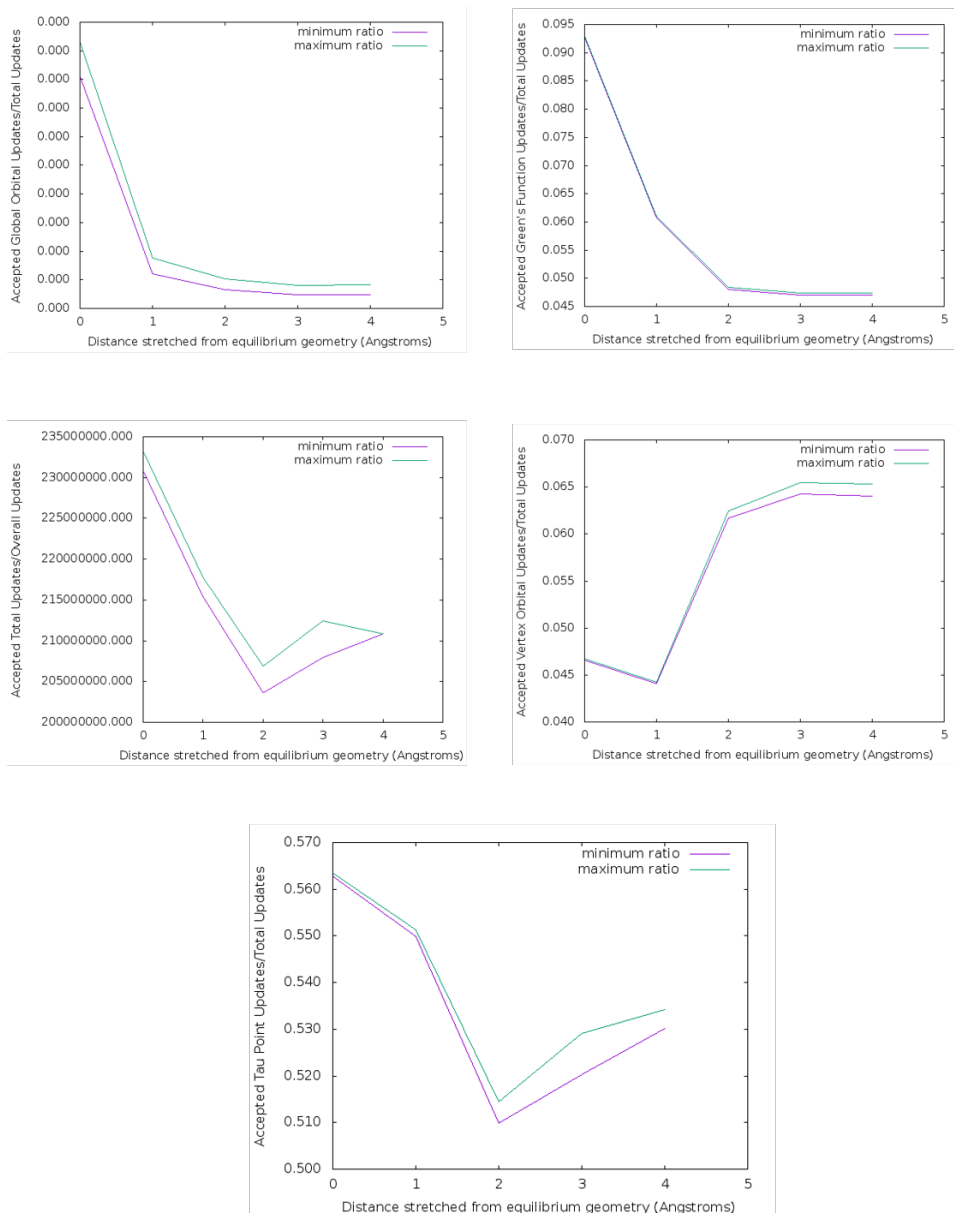 Accepted Global Orbital Updates/Total Updates
0.000
0.000
0.000
0.000
0.000
0.000
0.000
0.000
0.000
0.000
0.000
minimum ratio
maximum ratio
0 1 2 3 4 5
Distance stretched from equilibrium geometry (Angstroms)
Accepted Green's Function Updates/Total Updates
0.095
0.090
0.085
0.080
0.075
0.070
0.065
0.060
0.055
0.050
0.045
minimum ratio
maximum ratio
0 1 2 3 4 5
Distance stretched from equilibrium geometry (Angstroms)
Accepted Total Updates/Overall Updates
235000000.000
230000000.000
225000000.000
220000000.000
215000000.000
210000000.000
205000000.000
200000000.000
minimum ratio
maximum ratio
0 1 2 3 4 5
Distance stretched from equilibrium geometry (Angstroms)
Accepted Vertex Orbital Updates/Total Updates
0.070
0.065
0.060
0.055
0.050
0.045
0.040
minimum ratio
maximum ratio
0 1 2 3 4 5
Distance stretched from equilibrium geometry (Angstroms)
Accepted Tau Point Updates/Total Updates
0.570
0.560
0.550
0.540
0.530
0.520
0.510
0.500
minimum ratio
maximum ratio
0 1 2 3 4 5
Distance stretched from equilibrium geometry (Angstroms)